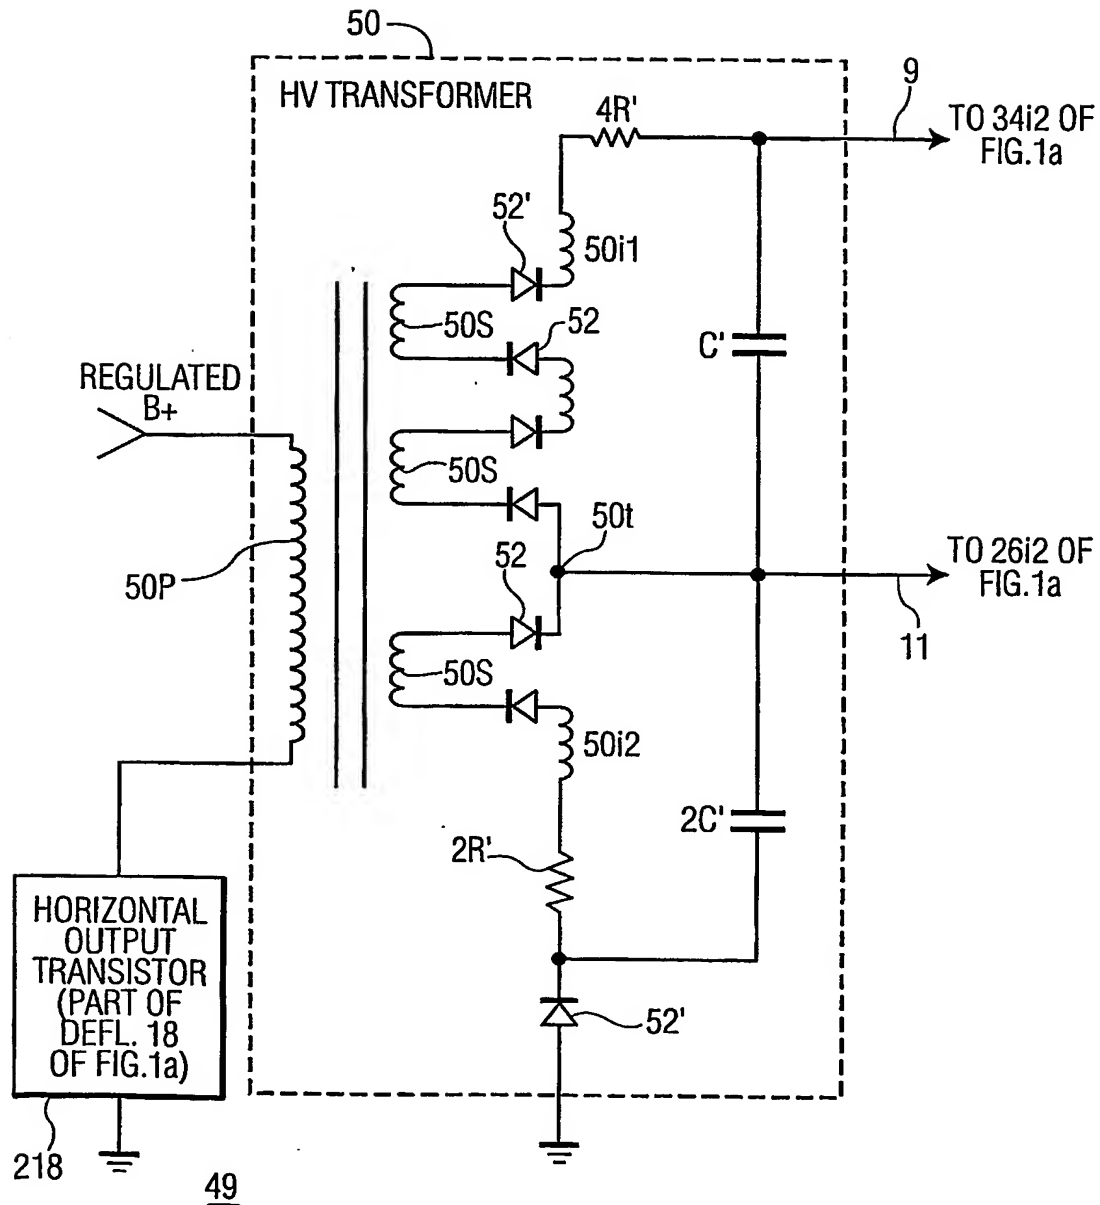 50
HV TRANSFORMER
4R'
9
TO 34i2 OF
FIG.1a
52'
50i1
50S
52
C'
REGULATED
B+
50S
50t
TO 26i2 OF
FIG.1a
50P
52
11
50S
50i2
2C'
2R'
HORIZONTAL
OUTPUT
TRANSISTOR
(PART OF
DEFL. 18
OF FIG.1a)
52'
218
49